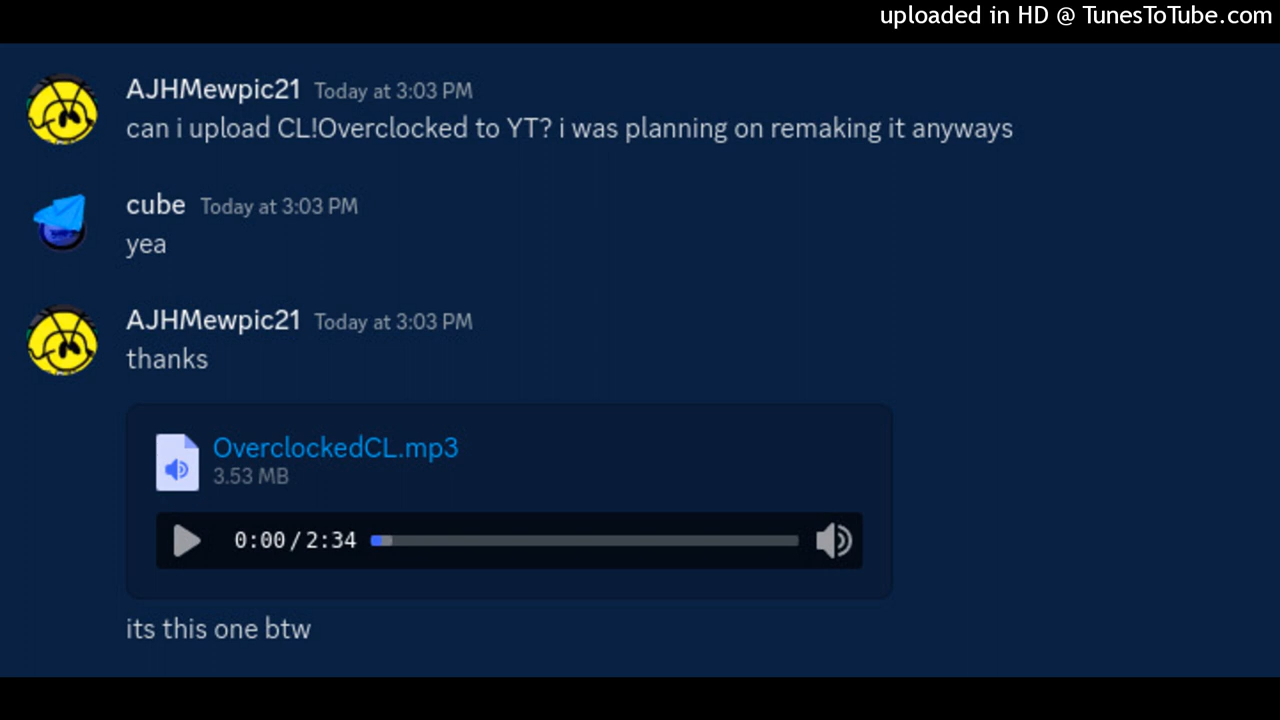 uploaded in HD @ TunesToTube.com
AJHMewpic21 Today at 3:03 PM
can i upload CL!Overclocked to YT? i was planning on remaking it anyways
cube Today at 3:03 PM
yea
AJHMewpic21 Today at 3:03 PM
thanks
OverclockedCL.mp3
3.53 MB
0:00 / 2:34
its this one btw